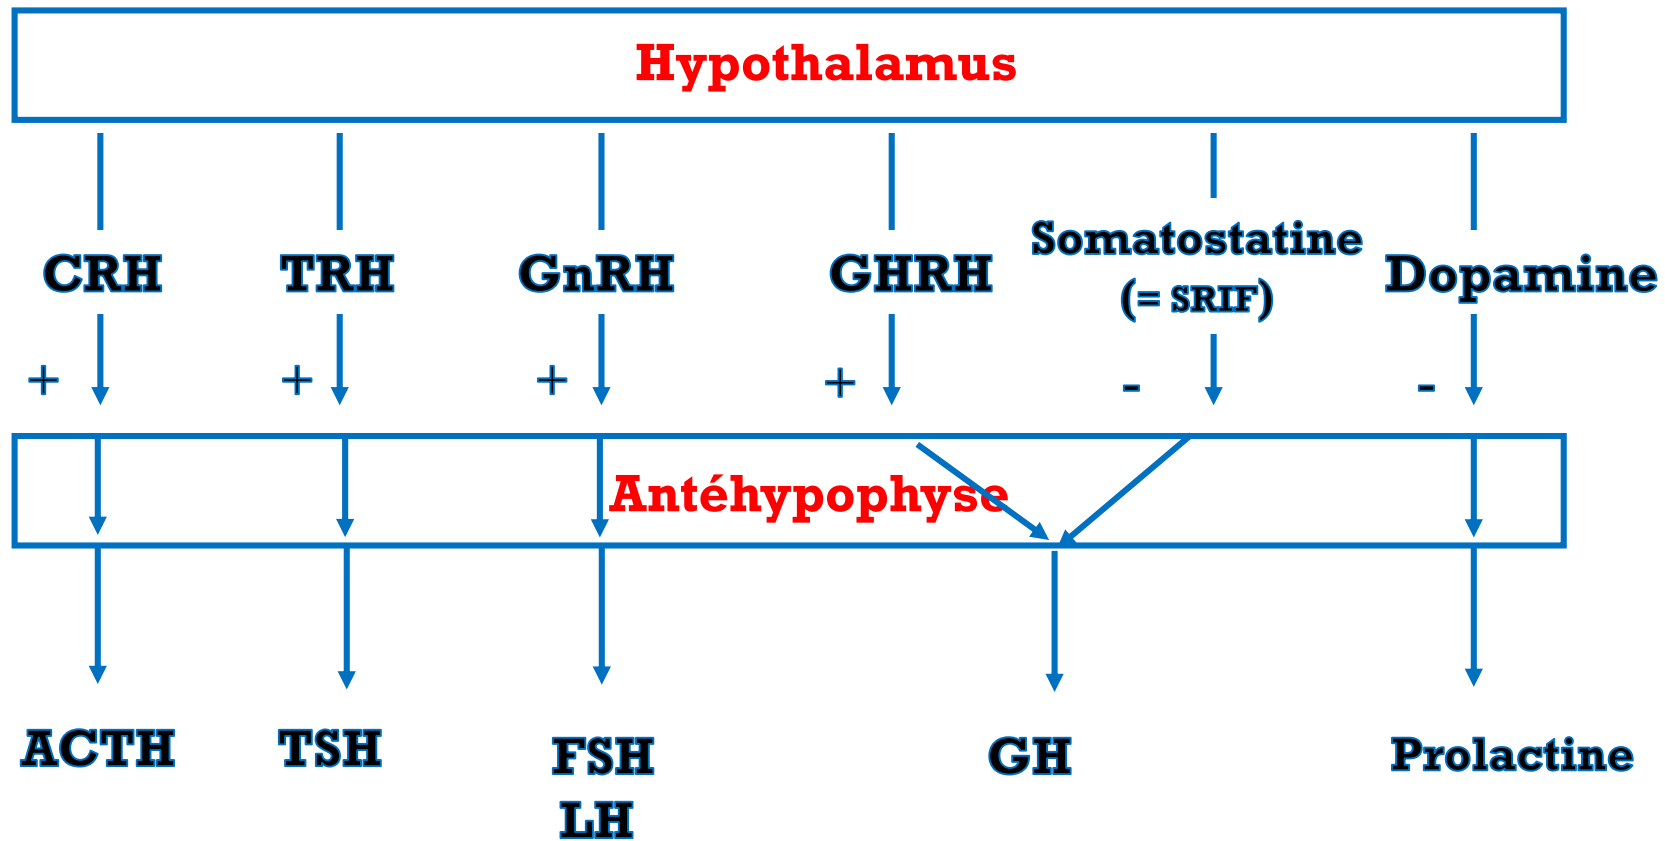 Hypothalamus
CRH
TRH
GnRH
GHRH
Somatostatine
(= SRIF)
Dopamine
+
+
+
+
-
-
Antéhypophyse
ACTH
TSH
FSH
LH
GH
Prolactine